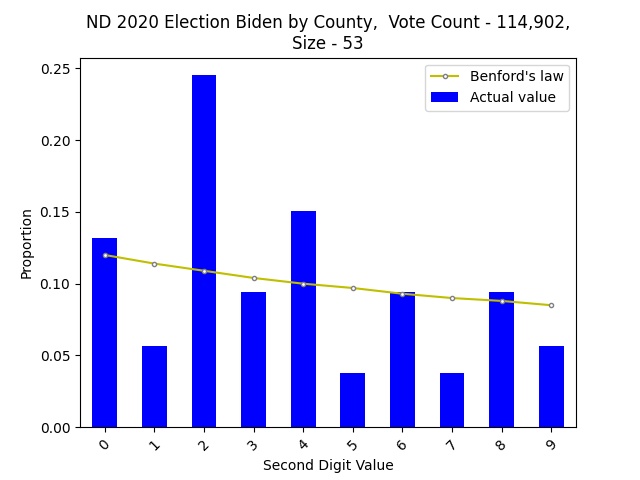 ND 2020 Election Biden by County,  Vote Count - 114,902,
Size - 53
Benford's law
Actual value
0.25
0.20
0.15
0.10
0.05
0.00
Proportion
0 1 2 3 4 5 6 7 8 9
Second Digit Value